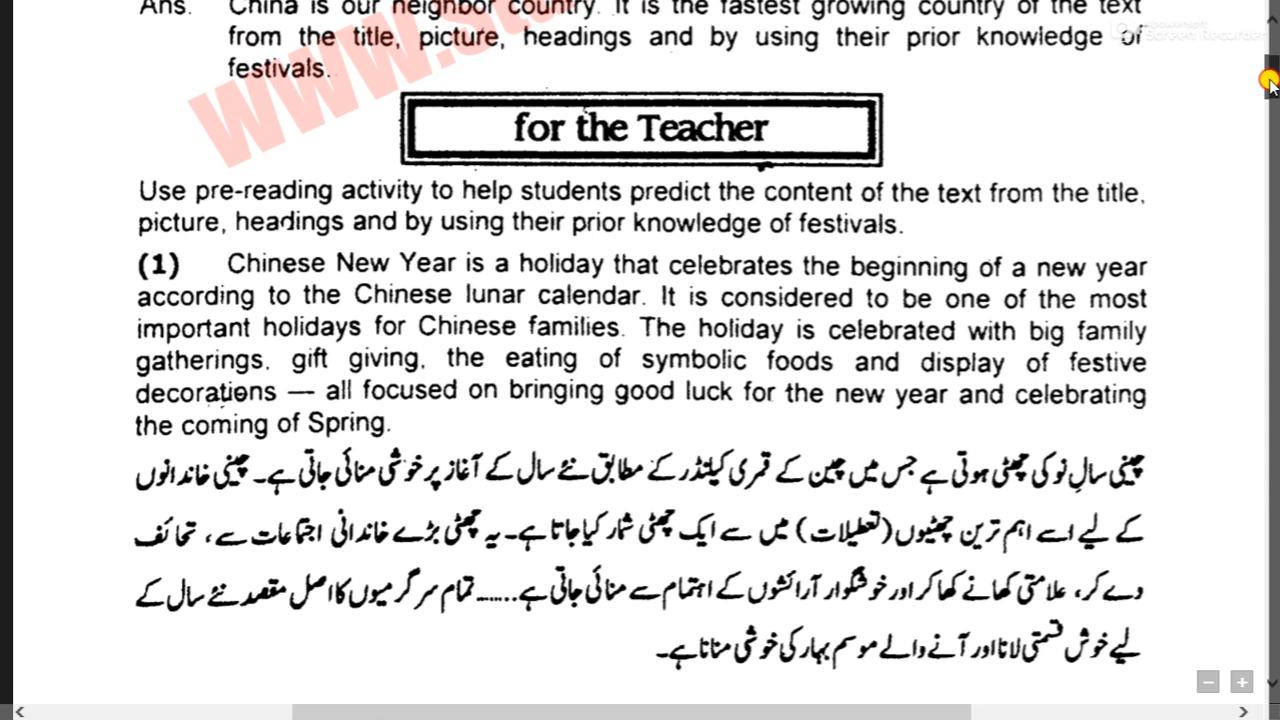 Ans. China is our neighbor country. It is the fastest growing country of the text
from the title, picture, headings and by using their prior knowledge of
festivals.
WWW.St
Screen Recorder
for the Teacher
Use pre-reading activity to help students predict the content of the text from the title,
picture, headings and by using their prior knowledge of festivals.
(1) Chinese New Year is a holiday that celebrates the beginning of a new year
according to the Chinese lunar calendar. It is considered to be one of the most
important holidays for Chinese families. The holiday is celebrated with big family
gatherings, gift giving, the eating of symbolic foods and display of festive
decorations — all focused on bringing good luck for the new year and celebrating
the coming of Spring.
چینی سالِ نو کی چھٹی ہوتی ہے جس میں چین کے قمری کیلنڈر کے مطابق نئے سال کے آغاز پر خوشی منائی جاتی ہے۔ چینی خاندانوں
کے لیے اسے اہم ترین چھٹیوں (تعطیلات) میں سے ایک چھٹی شمار کیا جاتا ہے۔ یہ چھٹی بڑے خاندانی اجتماعات سے، تحائف
دے کر، علامتی کھانے کھا کر اور خوشگوار آرائشوں کے اہتمام سے منائی جاتی ہے...... تمام سرگرمیوں کا اصل مقصد نئے سال کے
لیے خوش قسمتی لانا اور آنے والے موسم بہار کی خوشی منانا ہے۔